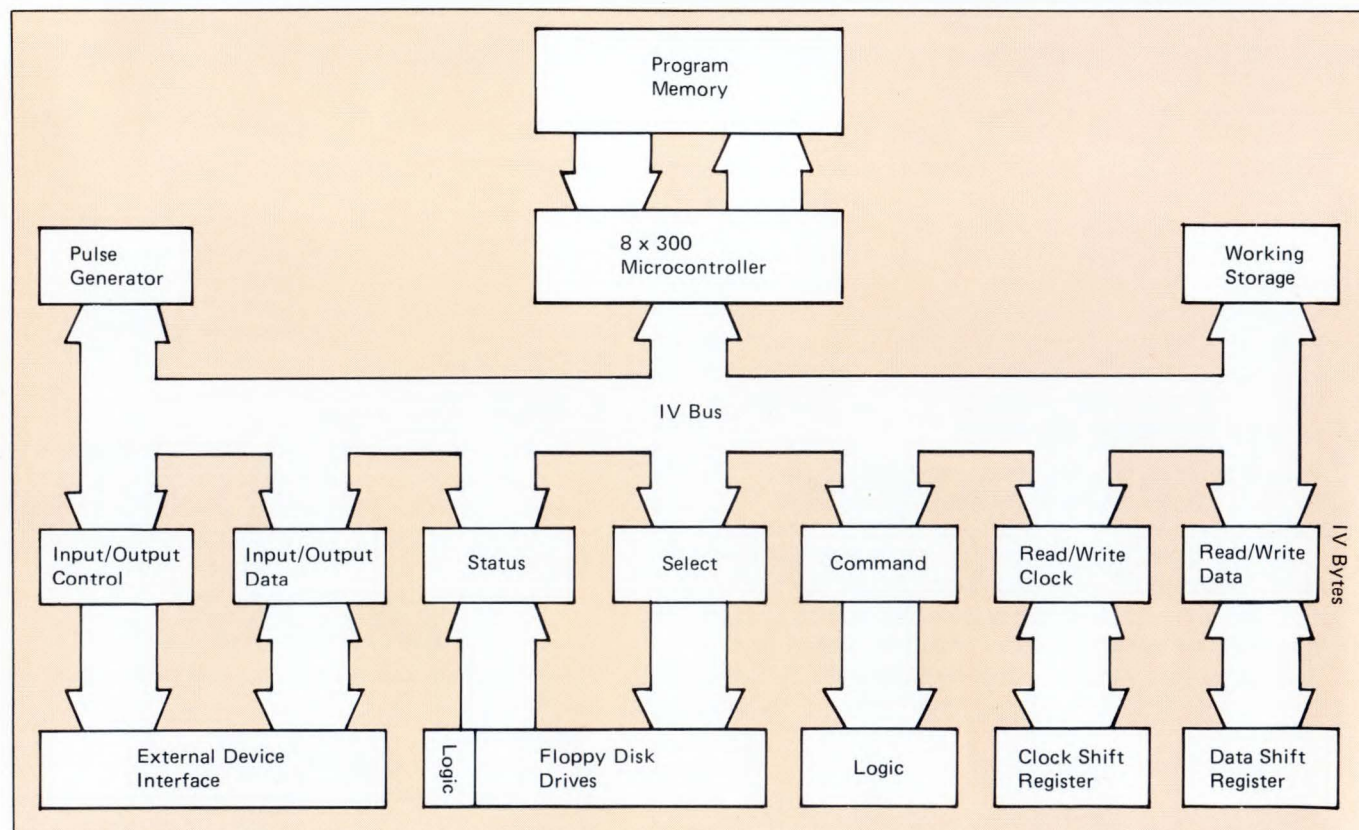 Program
Memory
8 x 300
Microcontroller
Pulse
Generator
Working
Storage
IV Bus
Input/Output
Control
Input/Output
Data
Status
Select
Command
Read/Write
Clock
Read/Write
Data
IV Bytes
External Device
Interface
Logic
Floppy Disk
Drives
Logic
Clock Shift
Register
Data Shift
Register